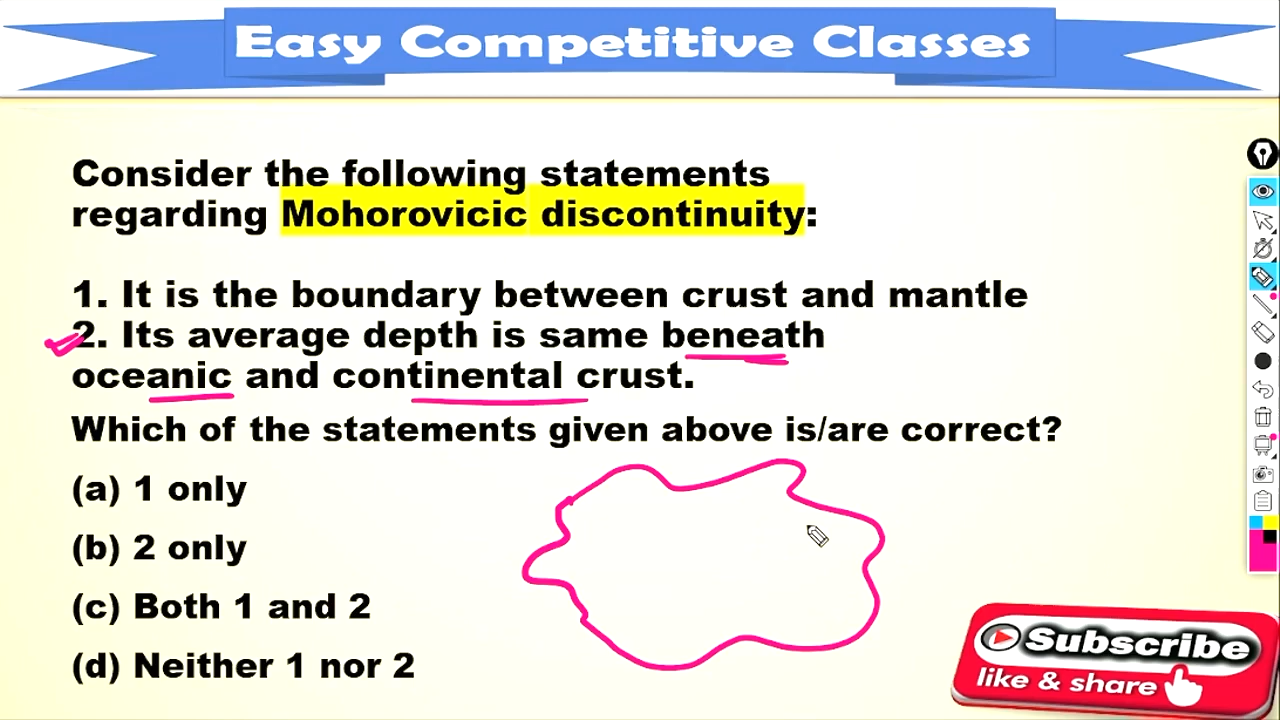 Easy Competitive Classes
Consider the following statements
regarding Mohorovicic discontinuity:
1. It is the boundary between crust and mantle
2. Its average depth is same beneath
oceanic and continental crust.
Which of the statements given above is/are correct?
(a) 1 only
(b) 2 only
(c) Both 1 and 2
(d) Neither 1 nor 2
Subscribe
like & share